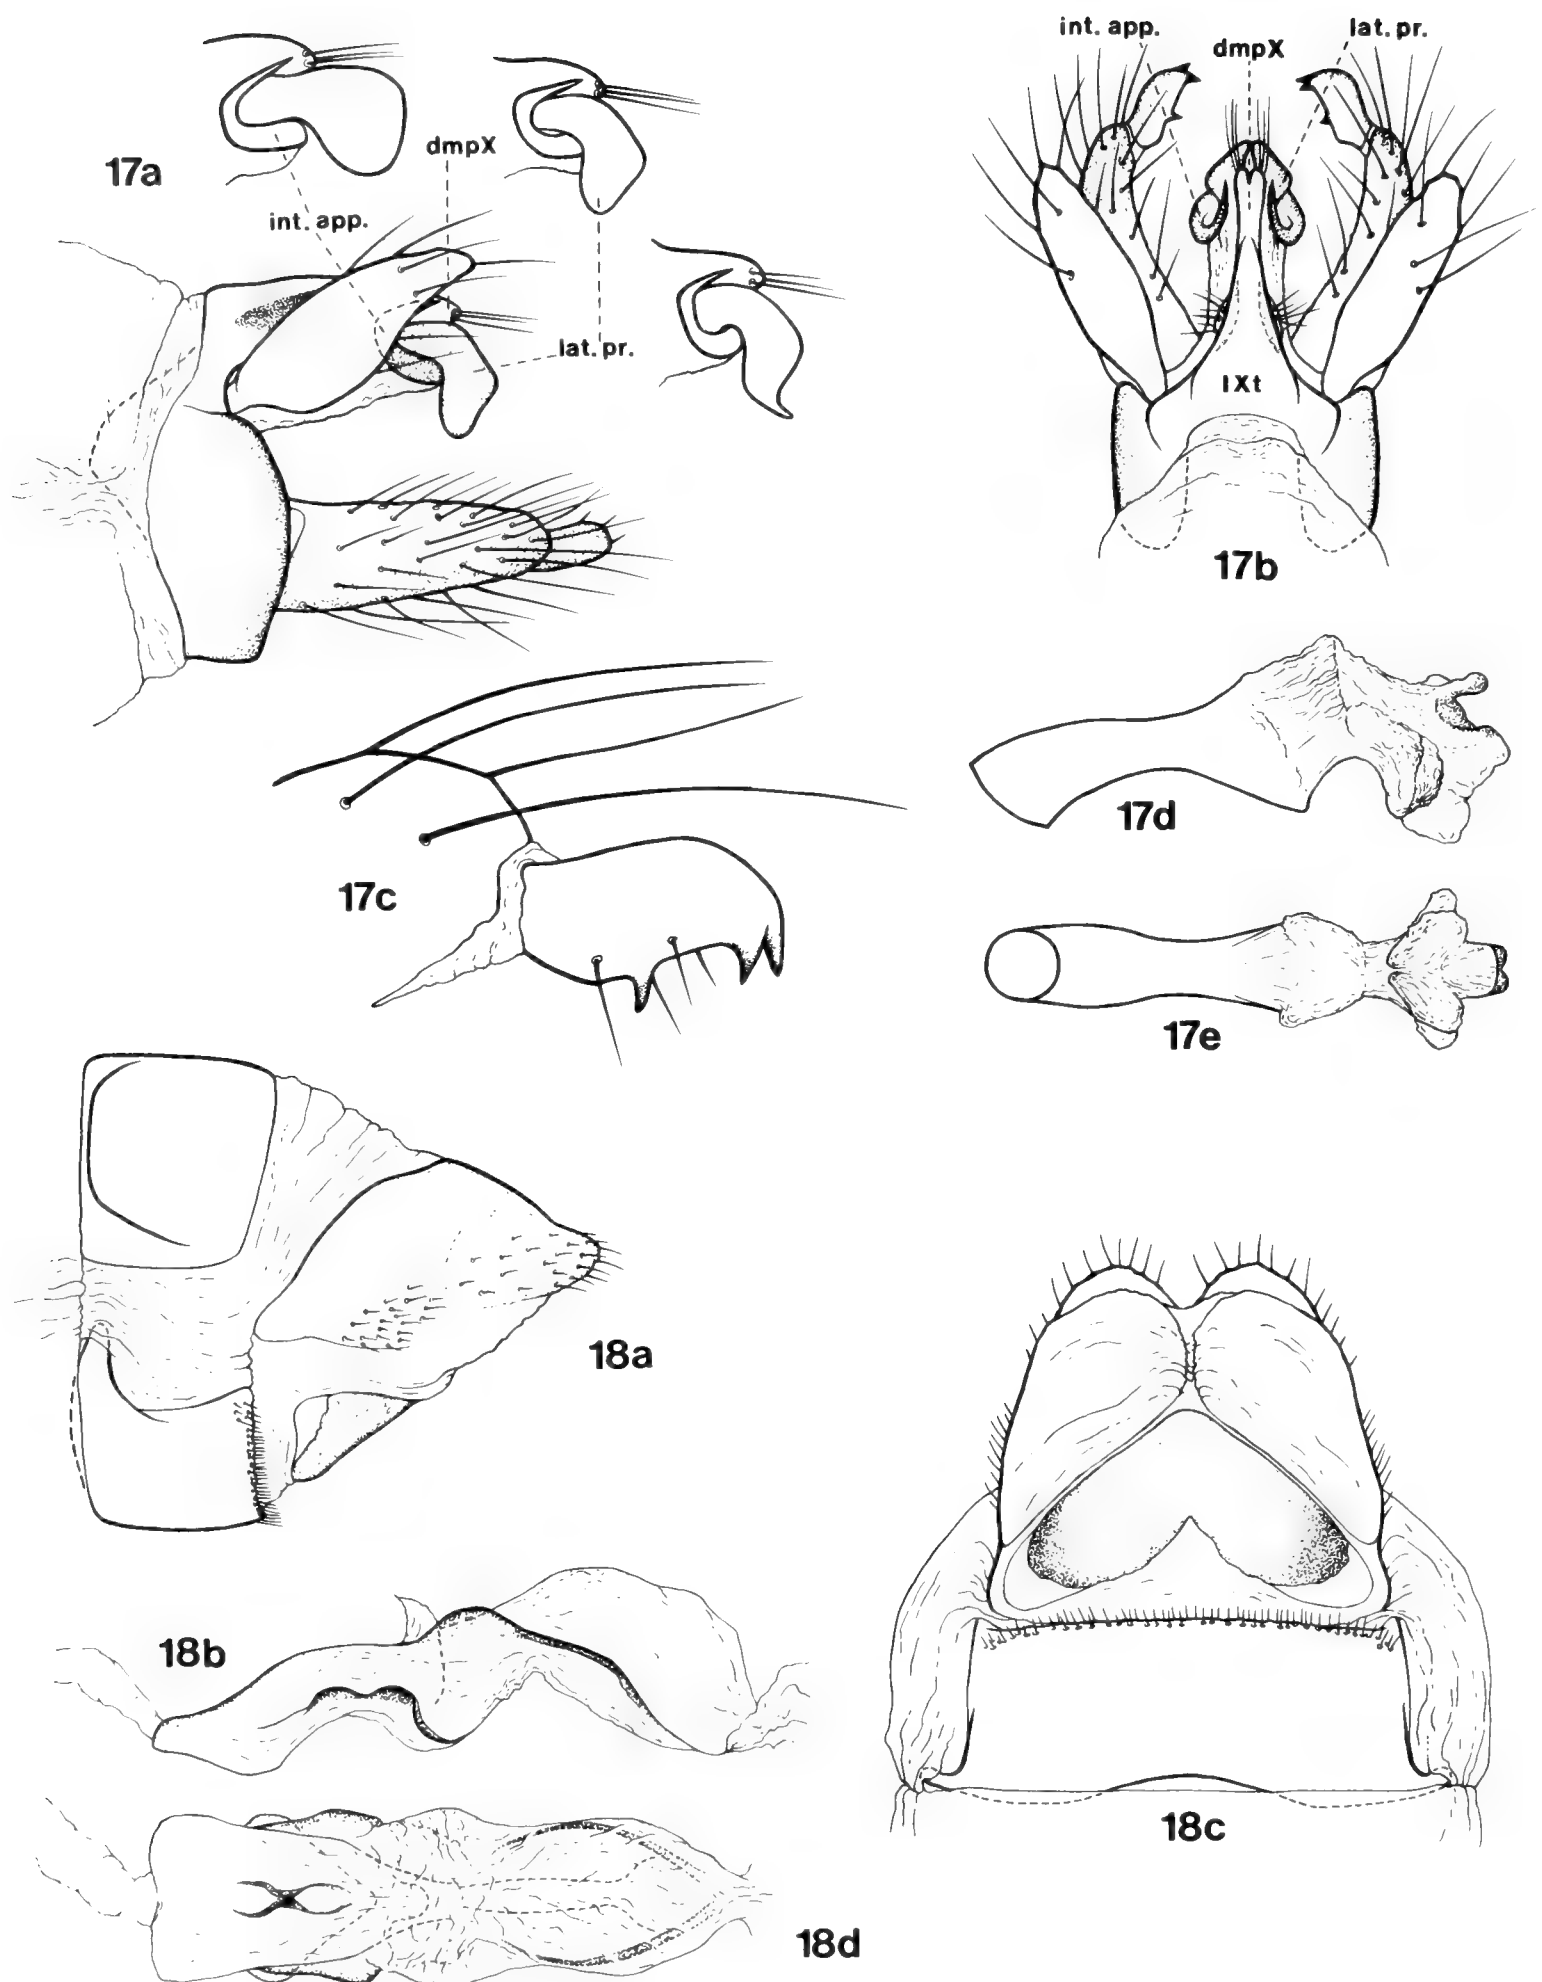 int. app.
lat. pr.
dmpX
17a
dmpX
int. app.
lat. pr.
IXt
17b
17c
17d
17e
18a
18b
18c
18d